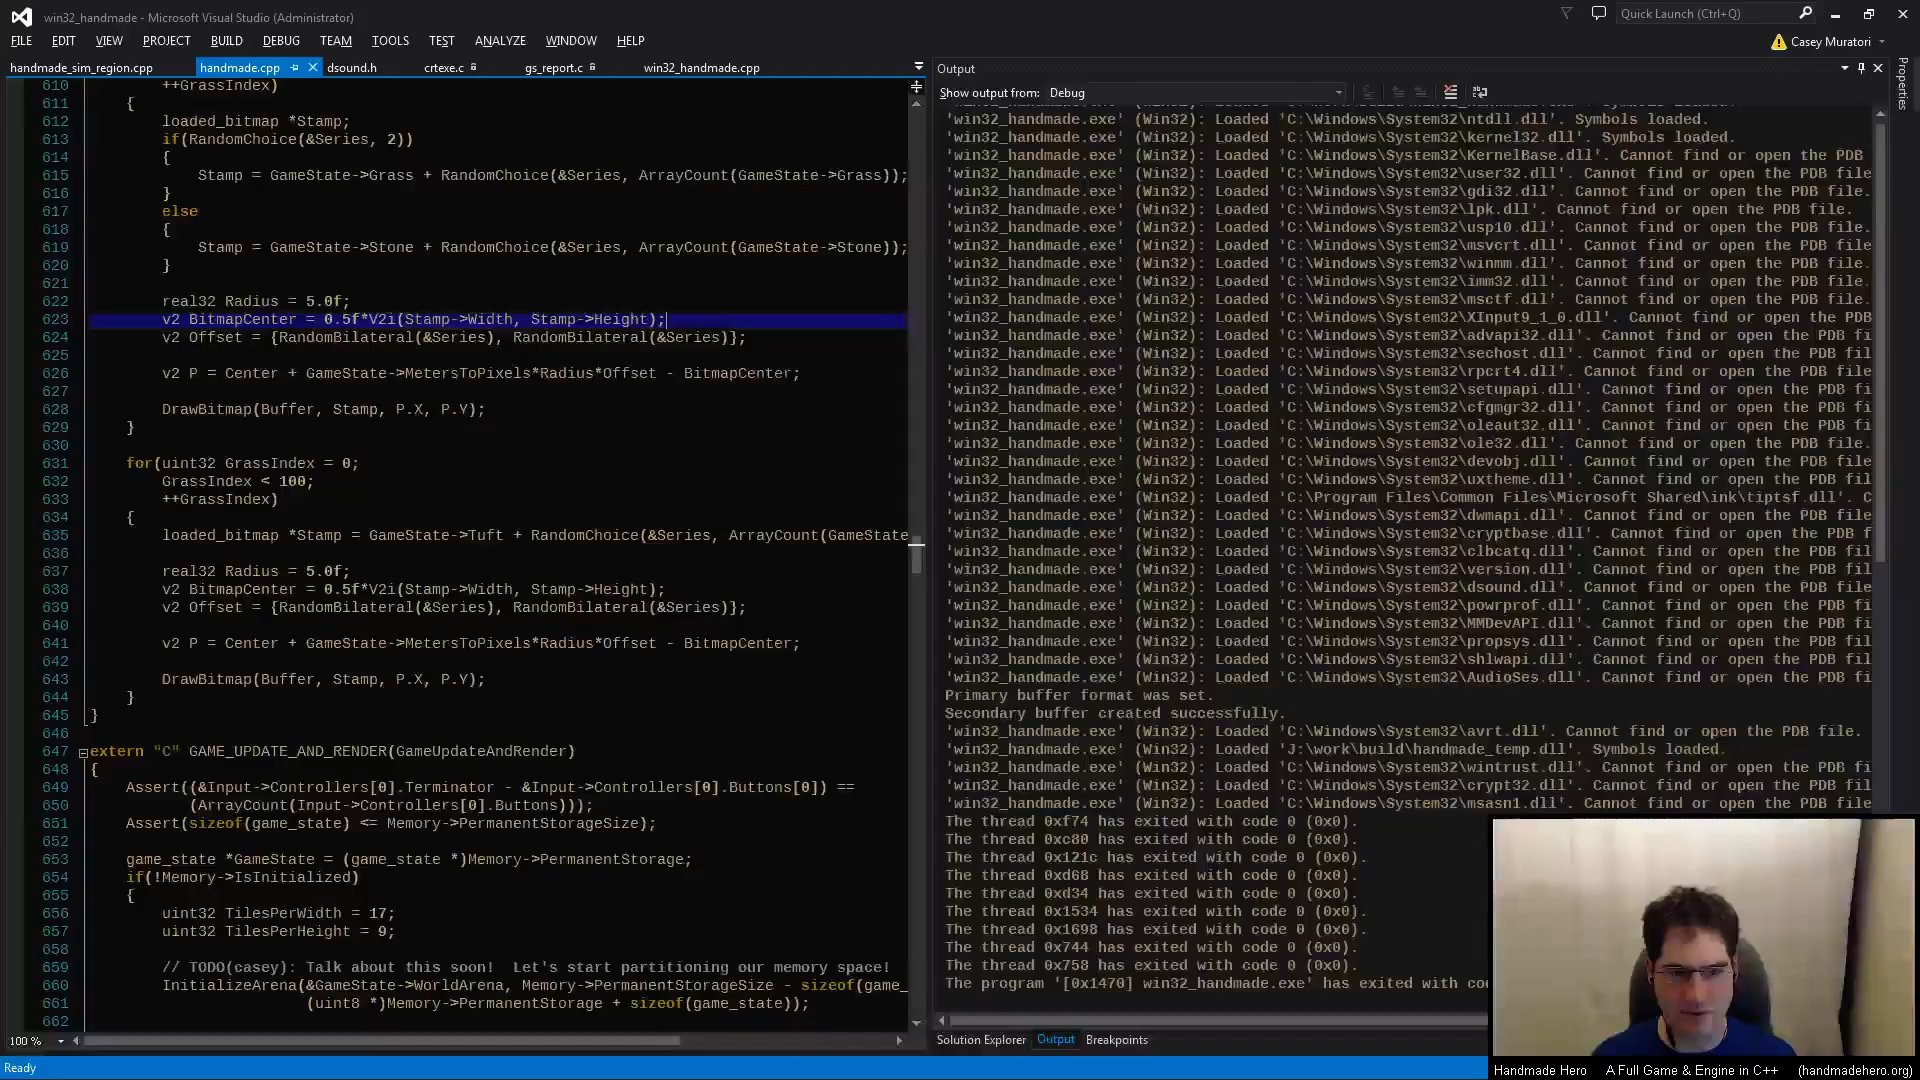 win32_handmade - Microsoft Visual Studio (Administrator)
Quick Launch (Ctrl+Q)
FILE EDIT VIEW PROJECT BUILD DEBUG TEAM TOOLS TEST ANALYZE WINDOW HELP
Casey Muratori
handmade_sim_region.cpp handmade.cpp dsound.h crtexe.c gs_report.c win32_handmade.cpp
610 ++GrassIndex)
611 {
612 loaded_bitmap *Stamp;
613 if(RandomChoice(&Series, 2))
614 {
615 Stamp = GameState->Grass + RandomChoice(&Series, ArrayCount(GameState->Grass));
616 }
617 else
618 {
619 Stamp = GameState->Stone + RandomChoice(&Series, ArrayCount(GameState->Stone));
620 }
621
622 real32 Radius = 5.0f;
623 v2 BitmapCenter = 0.5f*V2i(Stamp->Width, Stamp->Height);
624 v2 Offset = {RandomBilateral(&Series), RandomBilateral(&Series)};
625
626 v2 P = Center + GameState->MetersToPixels*Radius*Offset - BitmapCenter;
627
628 DrawBitmap(Buffer, Stamp, P.X, P.Y);
629 }
630
631 for(uint32 GrassIndex = 0;
632 GrassIndex < 100;
633 ++GrassIndex)
634 {
635 loaded_bitmap *Stamp = GameState->Tuft + RandomChoice(&Series, ArrayCount(GameState
636
637 real32 Radius = 5.0f;
638 v2 BitmapCenter = 0.5f*V2i(Stamp->Width, Stamp->Height);
639 v2 Offset = {RandomBilateral(&Series), RandomBilateral(&Series)};
640
641 v2 P = Center + GameState->MetersToPixels*Radius*Offset - BitmapCenter;
642
643 DrawBitmap(Buffer, Stamp, P.X, P.Y);
644 }
645 }
646
647 extern "C" GAME_UPDATE_AND_RENDER(GameUpdateAndRender)
648 {
649 Assert((&Input->Controllers[0].Terminator - &Input->Controllers[0].Buttons[0]) ==
650 (ArrayCount(Input->Controllers[0].Buttons)));
651 Assert(sizeof(game_state) <= Memory->PermanentStorageSize);
652
653 game_state *GameState = (game_state *)Memory->PermanentStorage;
654 if(!Memory->IsInitialized)
655 {
656 uint32 TilesPerWidth = 17;
657 uint32 TilesPerHeight = 9;
658
659 // TODO(casey): Talk about this soon! Let's start partitioning our memory space!
660 InitializeArena(&GameState->WorldArena, Memory->PermanentStorageSize - sizeof(game_
661 (uint8 *)Memory->PermanentStorage + sizeof(game_state));
662
100 %
Ready
Output
Show output from: Debug
'win32_handmade.exe' (Win32): Loaded 'C:\Windows\System32\ntdll.dll'. Symbols loaded.
'win32_handmade.exe' (Win32): Loaded 'C:\Windows\System32\kernel32.dll'. Symbols loaded.
'win32_handmade.exe' (Win32): Loaded 'C:\Windows\System32\KernelBase.dll'. Cannot find or open the PDB
'win32_handmade.exe' (Win32): Loaded 'C:\Windows\System32\user32.dll'. Cannot find or open the PDB file.
'win32_handmade.exe' (Win32): Loaded 'C:\Windows\System32\gdi32.dll'. Cannot find or open the PDB file.
'win32_handmade.exe' (Win32): Loaded 'C:\Windows\System32\lpk.dll'. Cannot find or open the PDB file.
'win32_handmade.exe' (Win32): Loaded 'C:\Windows\System32\usp10.dll'. Cannot find or open the PDB file.
'win32_handmade.exe' (Win32): Loaded 'C:\Windows\System32\msvcrt.dll'. Cannot find or open the PDB file
'win32_handmade.exe' (Win32): Loaded 'C:\Windows\System32\winmm.dll'. Cannot find or open the PDB file.
'win32_handmade.exe' (Win32): Loaded 'C:\Windows\System32\imm32.dll'. Cannot find or open the PDB file.
'win32_handmade.exe' (Win32): Loaded 'C:\Windows\System32\msctf.dll'. Cannot find or open the PDB file.
'win32_handmade.exe' (Win32): Loaded 'C:\Windows\System32\XInput9_1_0.dll'. Cannot find or open the PDB
'win32_handmade.exe' (Win32): Loaded 'C:\Windows\System32\advapi32.dll'. Cannot find or open the PDB fi
'win32_handmade.exe' (Win32): Loaded 'C:\Windows\System32\sechost.dll'. Cannot find or open the PDB fil
'win32_handmade.exe' (Win32): Loaded 'C:\Windows\System32\rpcrt4.dll'. Cannot find or open the PDB file
'win32_handmade.exe' (Win32): Loaded 'C:\Windows\System32\setupapi.dll'. Cannot find or open the PDB fi
'win32_handmade.exe' (Win32): Loaded 'C:\Windows\System32\cfgmgr32.dll'. Cannot find or open the PDB fi
'win32_handmade.exe' (Win32): Loaded 'C:\Windows\System32\oleaut32.dll'. Cannot find or open the PDB fi
'win32_handmade.exe' (Win32): Loaded 'C:\Windows\System32\ole32.dll'. Cannot find or open the PDB file.
'win32_handmade.exe' (Win32): Loaded 'C:\Windows\System32\devobj.dll'. Cannot find or open the PDB file
'win32_handmade.exe' (Win32): Loaded 'C:\Windows\System32\uxtheme.dll'. Cannot find or open the PDB fil
'win32_handmade.exe' (Win32): Loaded 'C:\Program Files\Common Files\Microsoft Shared\ink\tiptsf.dll'. C
'win32_handmade.exe' (Win32): Loaded 'C:\Windows\System32\dwmapi.dll'. Cannot find or open the PDB file
'win32_handmade.exe' (Win32): Loaded 'C:\Windows\System32\cryptbase.dll'. Cannot find or open the PDB f
'win32_handmade.exe' (Win32): Loaded 'C:\Windows\System32\clbcatq.dll'. Cannot find or open the PDB fil
'win32_handmade.exe' (Win32): Loaded 'C:\Windows\System32\version.dll'. Cannot find or open the PDB fil
'win32_handmade.exe' (Win32): Loaded 'C:\Windows\System32\dsound.dll'. Cannot find or open the PDB file
'win32_handmade.exe' (Win32): Loaded 'C:\Windows\System32\powrprof.dll'. Cannot find or open the PDB fi
'win32_handmade.exe' (Win32): Loaded 'C:\Windows\System32\MMDevAPI.dll'. Cannot find or open the PDB fi
'win32_handmade.exe' (Win32): Loaded 'C:\Windows\System32\propsys.dll'. Cannot find or open the PDB fil
'win32_handmade.exe' (Win32): Loaded 'C:\Windows\System32\shlwapi.dll'. Cannot find or open the PDB fil
'win32_handmade.exe' (Win32): Loaded 'C:\Windows\System32\AudioSes.dll'. Cannot find or open the PDB fi
Primary buffer format was set.
Secondary buffer created successfully.
'win32_handmade.exe' (Win32): Loaded 'C:\Windows\System32\avrt.dll'. Cannot find or open the PDB file.
'win32_handmade.exe' (Win32): Loaded 'J:\work\build\handmade_temp.dll'. Symbols loaded.
'win32_handmade.exe' (Win32): Loaded 'C:\Windows\System32\wintrust.dll'. Cannot find or open the PDB fi
'win32_handmade.exe' (Win32): Loaded 'C:\Windows\System32\crypt32.dll'. Cannot find or open the PDB fil
'win32_handmade.exe' (Win32): Loaded 'C:\Windows\System32\msasn1.dll'. Cannot find or open the PDB file
The thread 0xf74 has exited with code 0 (0x0).
The thread 0xc80 has exited with code 0 (0x0).
The thread 0x121c has exited with code 0 (0x0).
The thread 0xd68 has exited with code 0 (0x0).
The thread 0xd34 has exited with code 0 (0x0).
The thread 0x1534 has exited with code 0 (0x0).
The thread 0x1698 has exited with code 0 (0x0).
The thread 0x744 has exited with code 0 (0x0).
The thread 0x758 has exited with code 0 (0x0).
The program '[0x1470] win32_handmade.exe' has exited with co
Solution Explorer Output Breakpoints
Properties
Handmade Hero A Full Game & Engine in C++ (handmadehero.org)